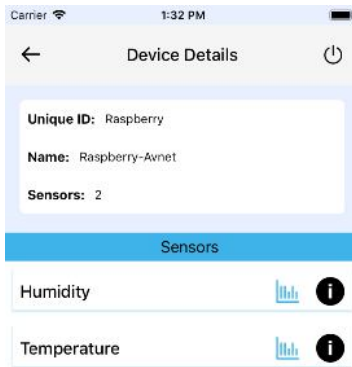 Carrier 1:32 PM
Device Details
Unique ID: Raspberry
Name: Raspberry-Avnet
Sensors: 2
Sensors
Humidity
Temperature